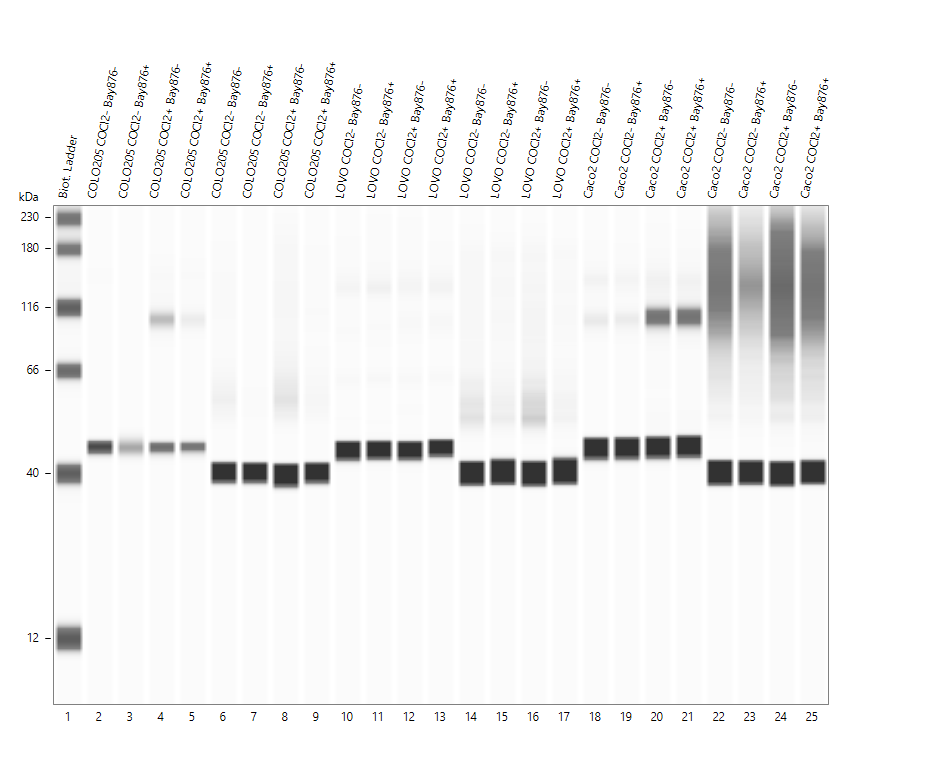 Biot. Ladder
COLO205 COCl2- Bay876-
COLO205 COCl2- Bay876+
COLO205 COCl2+ Bay876-
COLO205 COCl2+ Bay876+
COLO205 COCl2- Bay876-
COLO205 COCl2- Bay876+
COLO205 COCl2+ Bay876-
COLO205 COCl2+ Bay876+
LOVO COCl2- Bay876-
LOVO COCl2- Bay876+
LOVO COCl2+ Bay876-
LOVO COCl2+ Bay876+
LOVO COCl2- Bay876-
LOVO COCl2- Bay876+
LOVO COCl2+ Bay876-
LOVO COCl2+ Bay876+
Caco2 COCl2- Bay876-
Caco2 COCl2- Bay876+
Caco2 COCl2+ Bay876-
Caco2 COCl2+ Bay876+
Caco2 COCl2- Bay876-
Caco2 COCl2- Bay876+
Caco2 COCl2+ Bay876-
Caco2 COCl2+ Bay876+
kDa
230
180
116
66
40
12
1 2 3 4 5 6 7 8 9 10 11 12 13 14 15 16 17 18 19 20 21 22 23 24 25